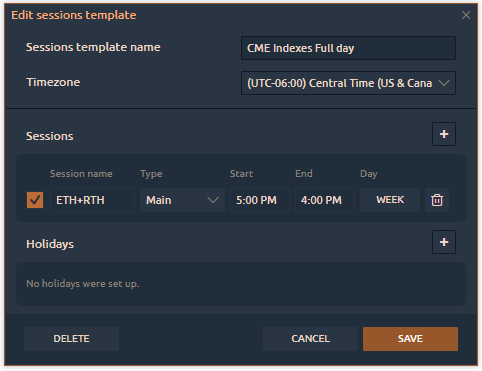 Edit sessions template
Sessions template name CME Indexes Full day
Timezone (UTC-06:00) Central Time (US & Cana
Sessions +
Session name Type Start End Day
ETH+RTH Main 5:00 PM 4:00 PM WEEK
Holidays +
No holidays were set up.
DELETE CANCEL SAVE